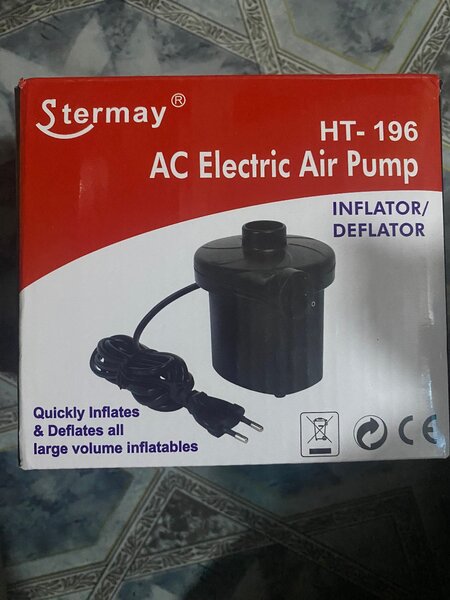 Stermay®
HT- 196
AC Electric Air Pump
INFLATOR/
DEFLATOR
Quickly Inflates
& Deflates all
large volume inflatables
CE